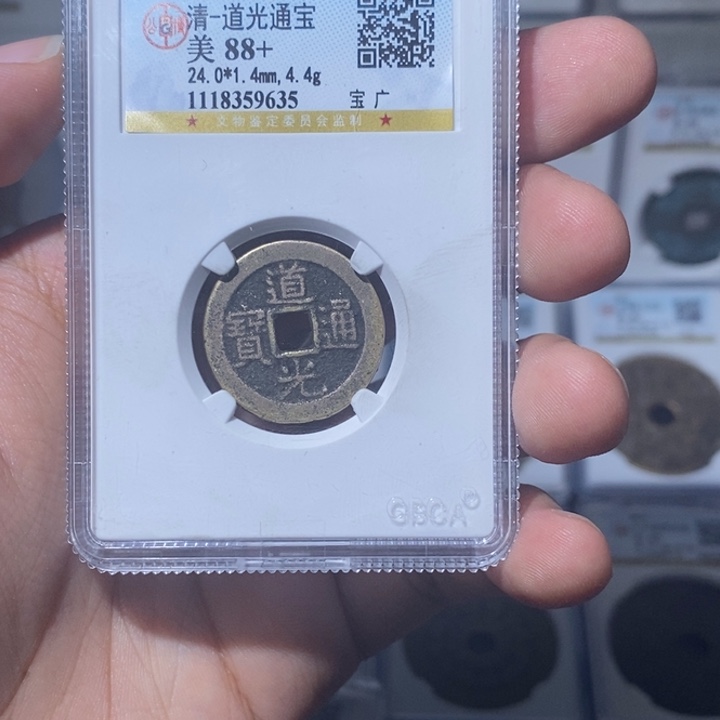 清-道光通宝
美 88+
24.0*1.4mm, 4.4g
1118359635 宝 广
★ 文物鉴定委员会监制 ★
道
寶 通
光
GBCA